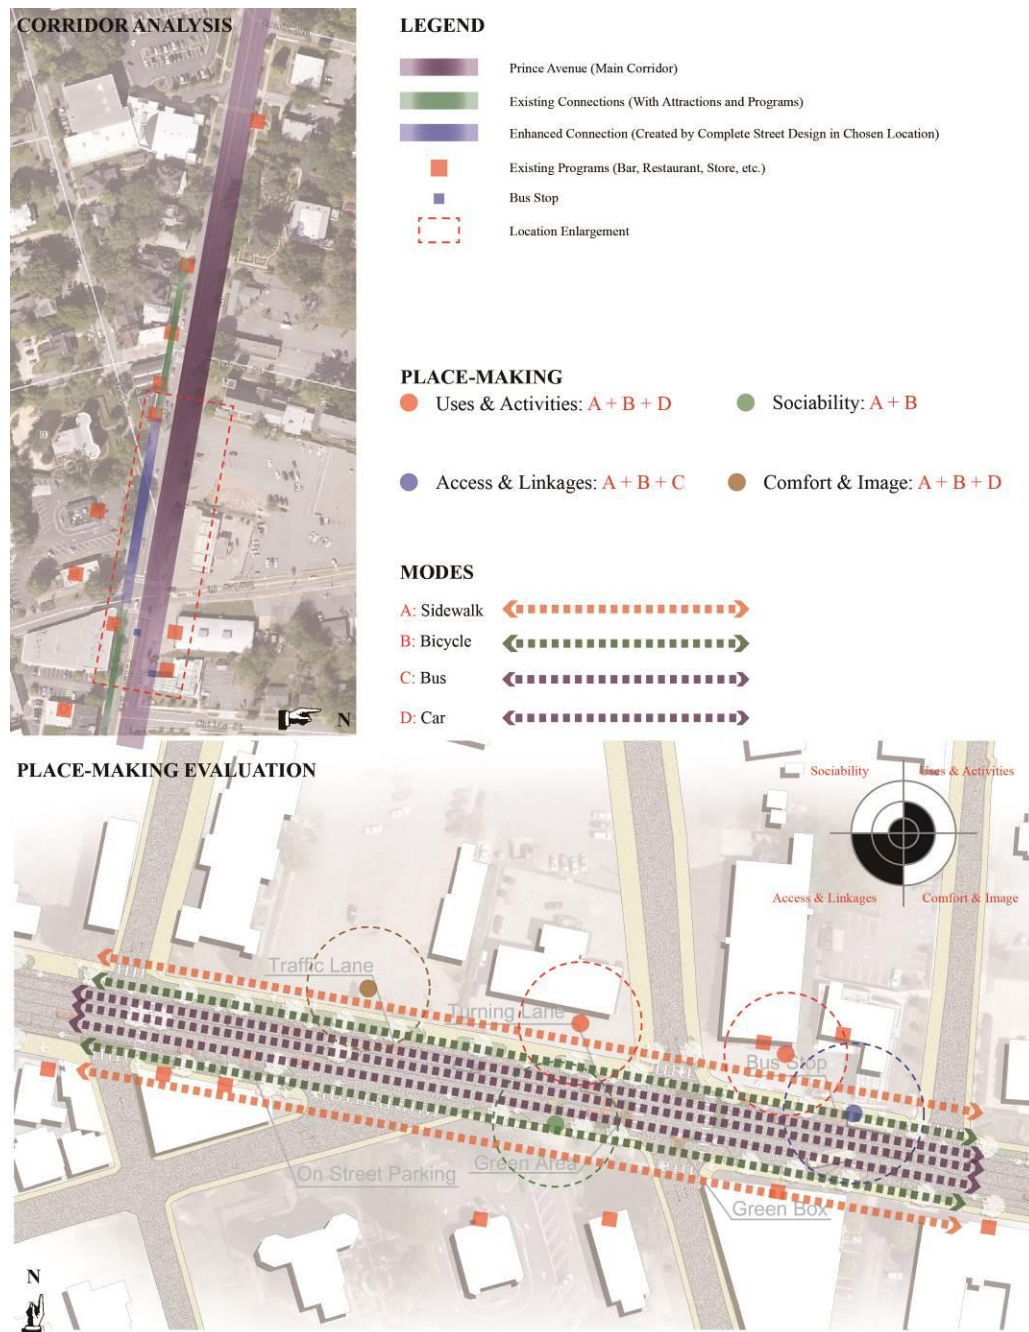 CORRIDOR ANALYSIS
N
LEGEND
Prince Avenue (Main Corridor)
Existing Connections (With Attractions and Programs)
Enhanced Connection (Created by Complete Street Design in Chosen Location)
Existing Programs (Bar, Restaurant, Store, etc.)
Bus Stop
Location Enlargement
PLACE-MAKING
Uses & Activities: A + B + D
Sociability: A + B
Access & Linkages: A + B + C
Comfort & Image: A + B + D
MODES
A: Sidewalk
B: Bicycle
C: Bus
D: Car
PLACE-MAKING EVALUATION
Sociability
Uses & Activities
Access & Linkages
Comfort & Image
Traffic Lane
Turning Lane
Bus Stop
On Street Parking
Green Area
Green Box
N